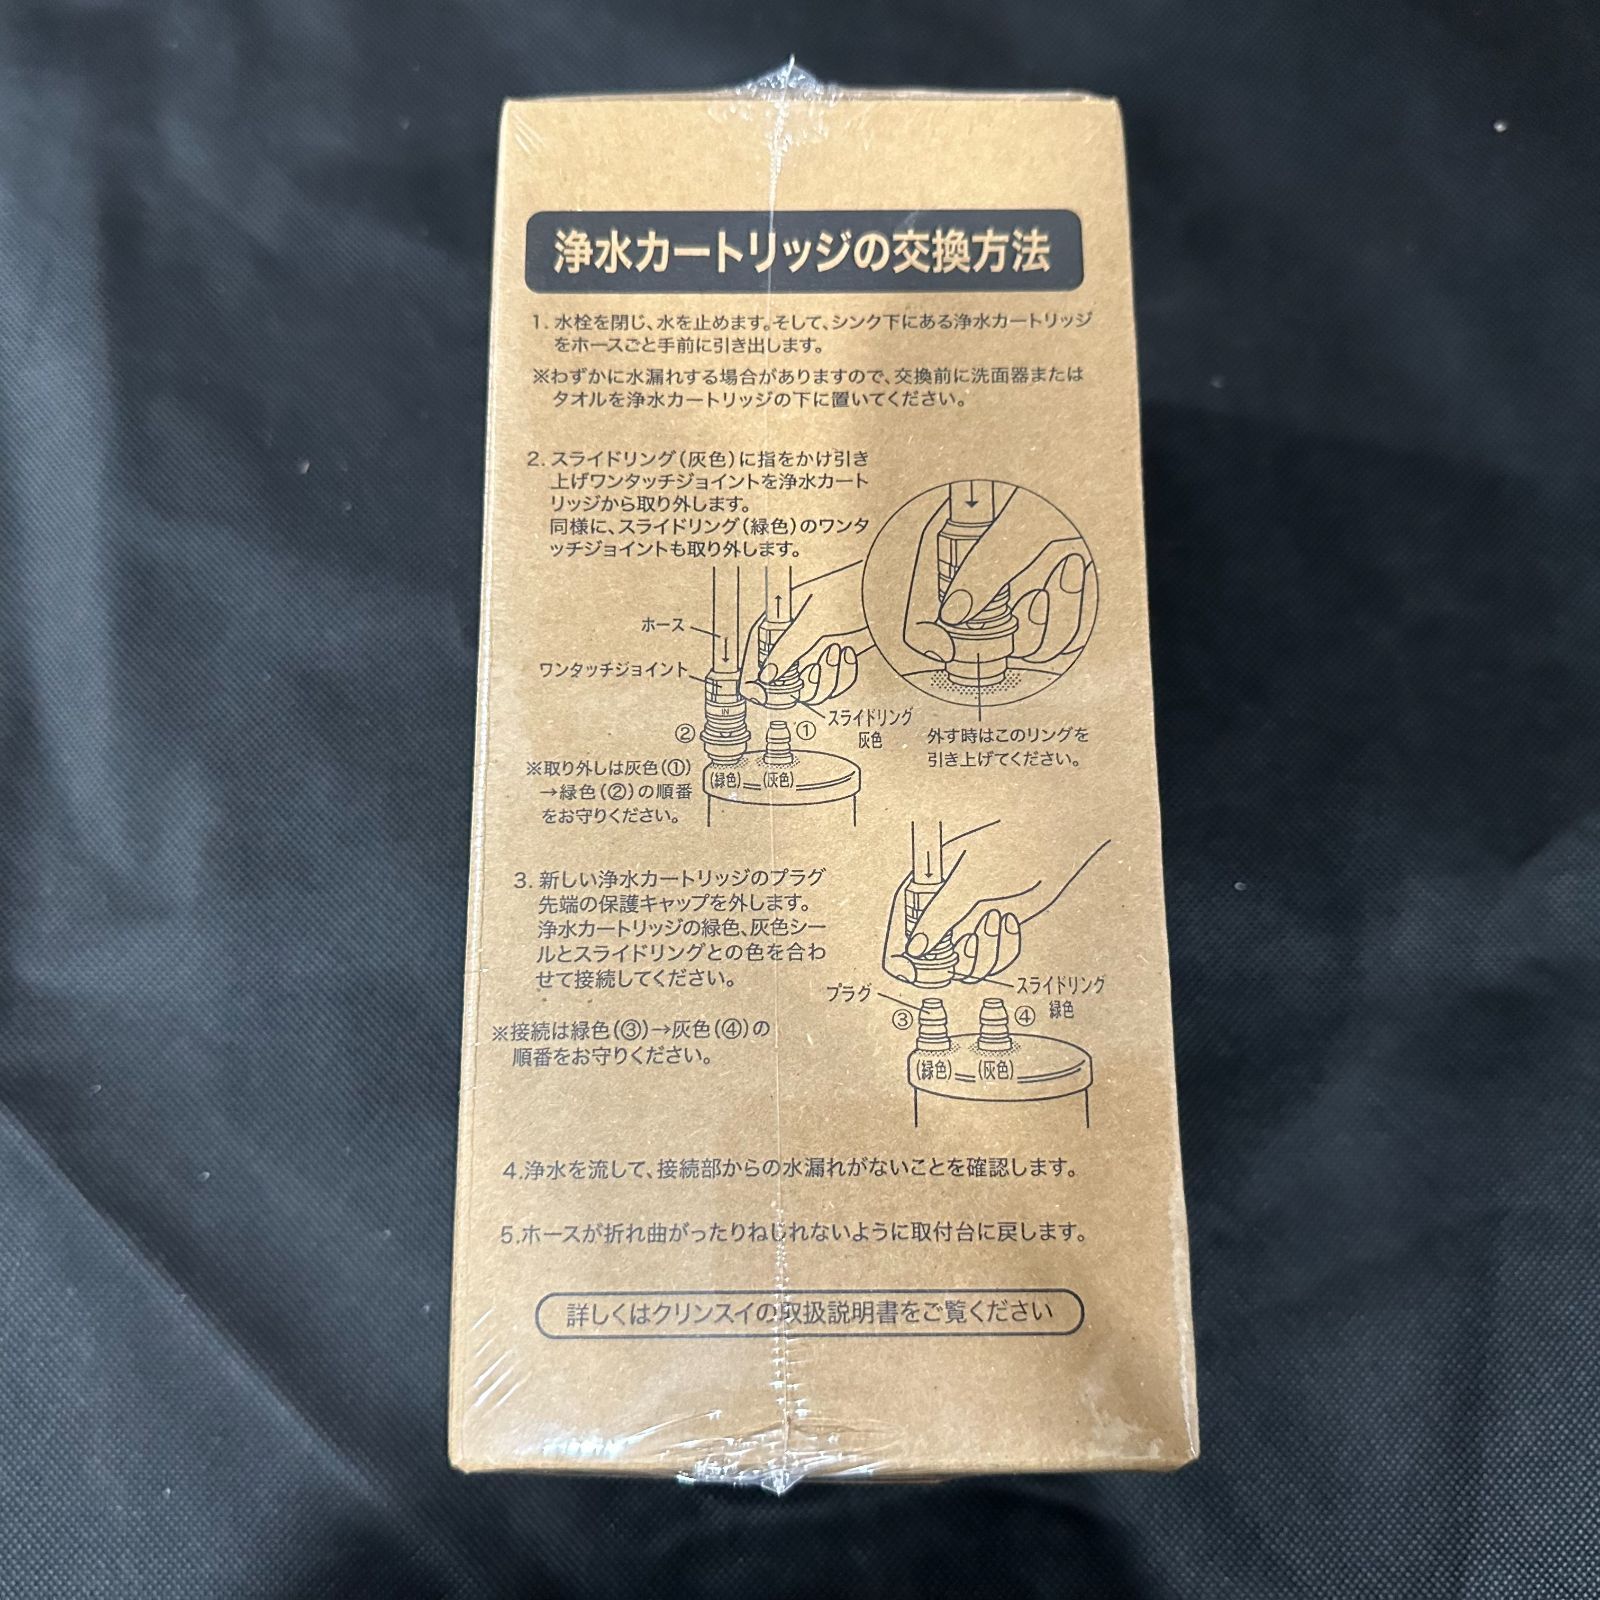 浄水カートリッジの交換方法
1. 水栓を閉じ、水を止めます。そして、シンク下にある浄水カートリッジ
をホースごと手前に引き出します。
※わずかに水漏れする場合がありますので、交換前に洗面器または
タオルを浄水カートリッジの下に置いてください。
2. スライドリング(灰色)に指をかけ引き
上げワンタッチジョイントを浄水カート
リッジから取り外します。
同様に、スライドリング(緑色)のワンタ
ッチジョイントも取り外します。
ホース
ワンタッチジョイント
IN
②
①
スライドリング
灰色
(緑色)
(灰色)
外す時はこのリングを
引き上げてください。
※取り外しは灰色(①)
→緑色(②)の順番
をお守りください。
3. 新しい浄水カートリッジのプラグ
先端の保護キャップを外します。
浄水カートリッジの緑色、灰色シー
ルとスライドリングとの色を合わ
せて接続してください。
※接続は緑色(③)→灰色(④)の
順番をお守りください。
プラグ
スライドリング
緑色
③
④
(緑色)
(灰色)
4.浄水を流して、接続部からの水漏れがないことを確認します。
5.ホースが折れ曲がったりねじれないように取付台に戻します。
詳しくはクリンスイの取扱説明書をご覧ください